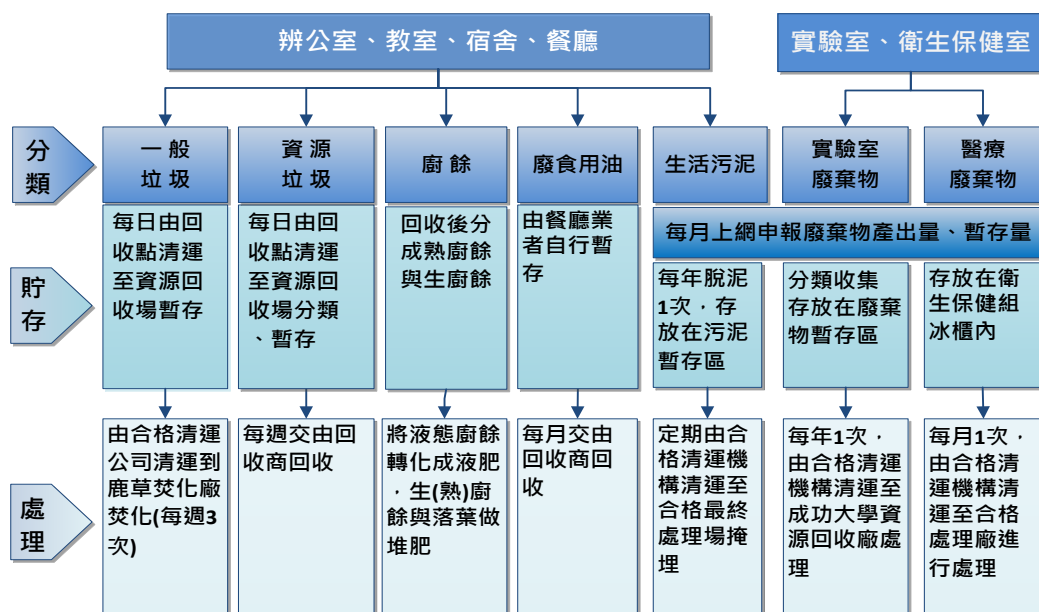 辨公室、教室、宿舍、餐廳
實驗室、衛生保健室
分
類
一般
垃圾
資源
垃圾
廚餘
廢食用油
生活污泥
實驗室
廢棄物
醫療
廢棄物
貯
存
每日由回
收點清運
至資源回
收場暫存
每日由回
收點清運
至資源回
收場分類
、暫存
回收後分
成熟廚餘
與生廚餘
由餐廳業
者自行暫
存
每月上網申報廢棄物產出量、暫存量
每年脫泥
1次，存
放在污泥
暫存區
分類收集
存放在廢棄
物暫存區
存放在衛
生保健組
冰櫃內
處
理
由合格清運
公司清運到
鹿草焚化廠
焚化(每週3
次)
每週交由回
收商回收
將液態廚餘
轉化成液肥
，生(熟)廚
餘與落葉做
堆肥
每月交由
回收商回
收
定期由合
格清運機
構清運至
合格最終
處理場掩
埋
每年1次，
由合格清運
機構清運至
成功大學資
源回收廠處
理
每月1次，
由合格清
運機構清
運至合格
處理廠進
行處理